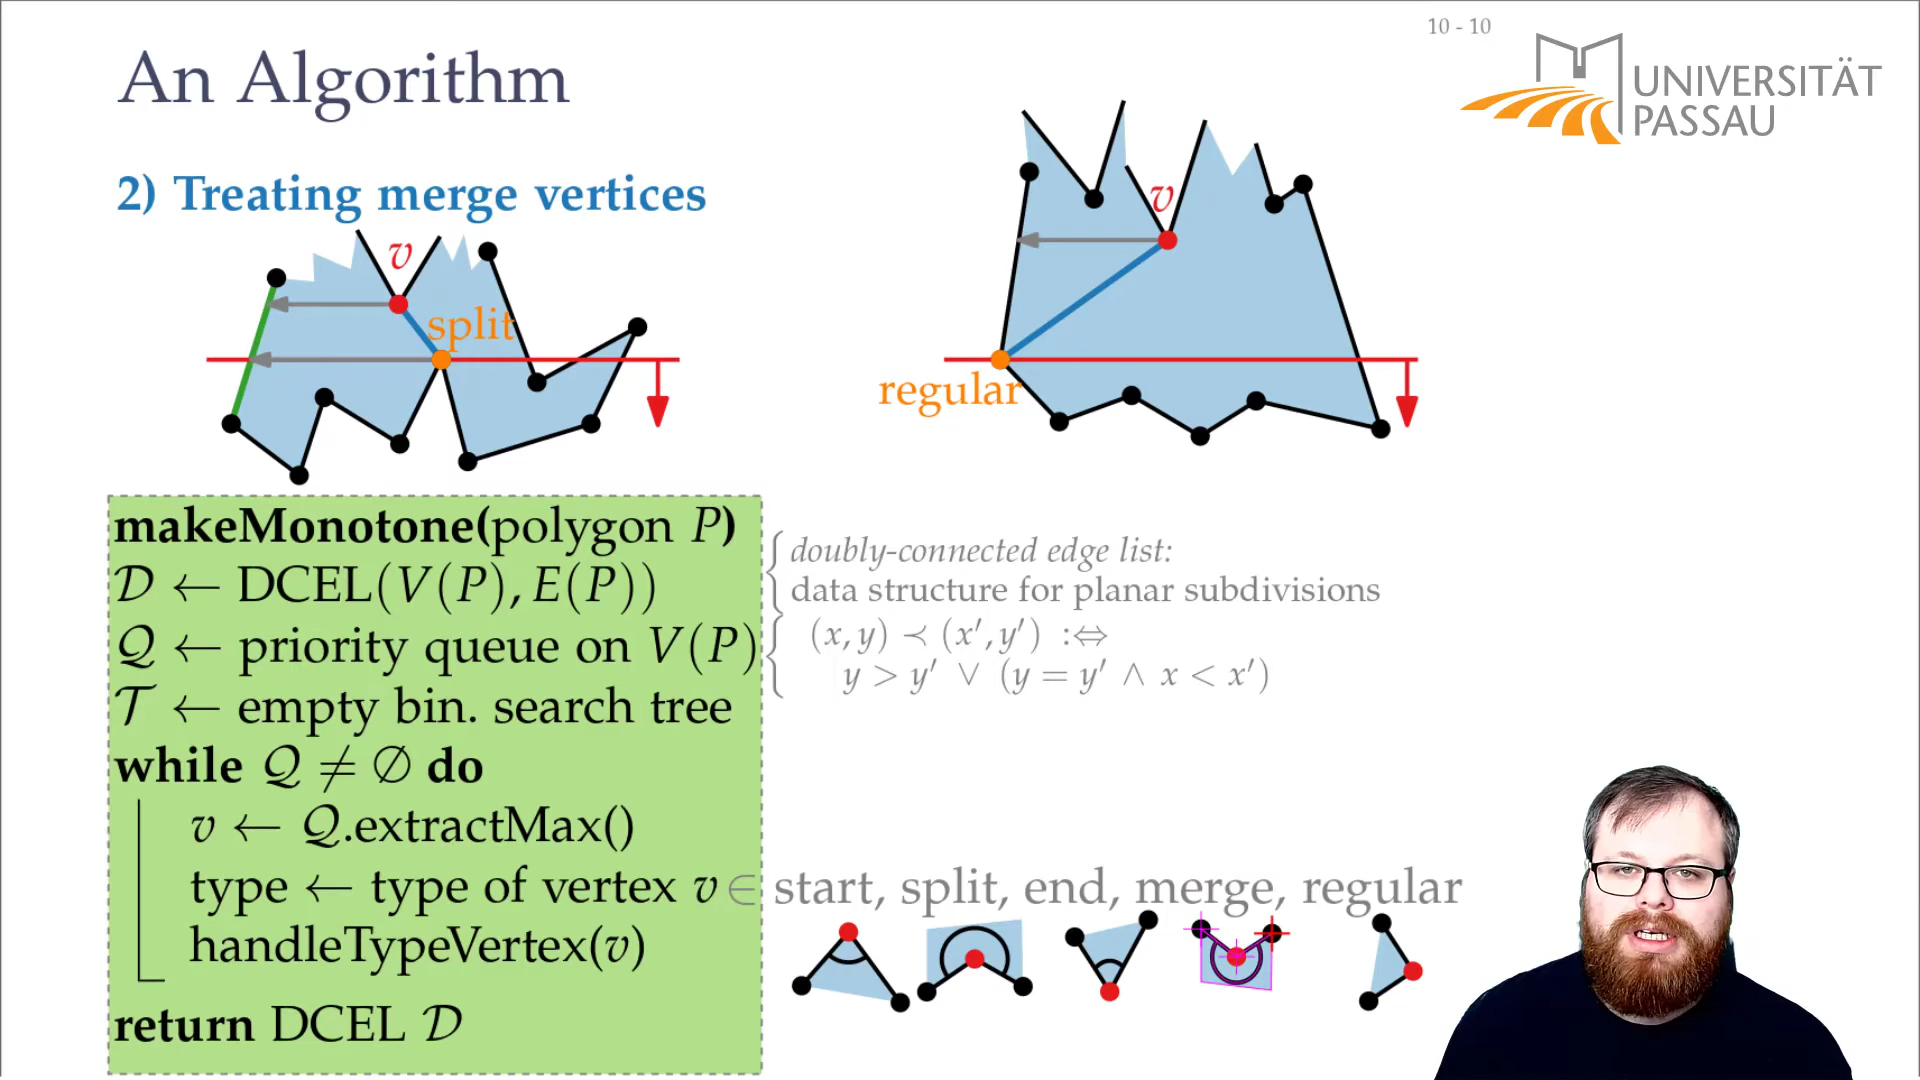 10 - 10
An Algorithm
UNIVERSITÄT
PASSAU
2) Treating merge vertices
v
split
v
regular
makeMonotone(polygon P)
𝒟 ← DCEL(V(P), E(P))
doubly-connected edge list:
data structure for planar subdivisions
𝒬 ← priority queue on V(P)
(x, y) ≺ (x′, y′) :⇔
y > y′ ∨ (y = y′ ∧ x < x′)
𝒯 ← empty bin. search tree
while 𝒬 ≠ ∅ do
v ← 𝒬.extractMax()
type ← type of vertex v ∈ start, split, end, merge, regular
handleTypeVertex(v)
return DCEL 𝒟